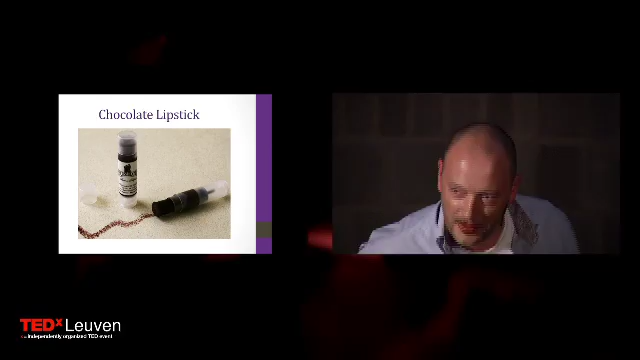 Chocolate Lipstick
TEDx Leuven
x = independently organized TED event